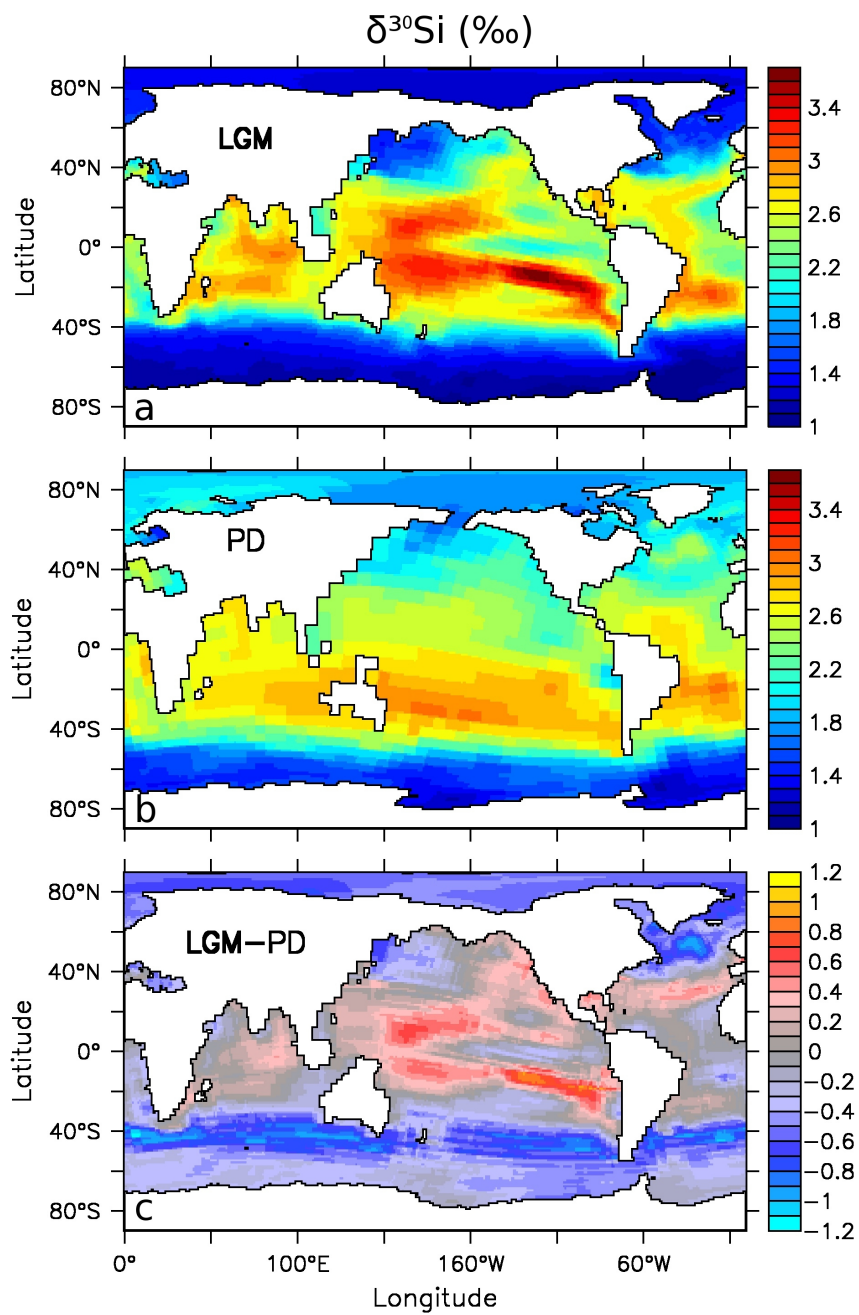 δ³⁰Si (‰)
80°N
40°N
0°
40°S
80°S
Latitude
LGM
a
3.4
3
2.6
2.2
1.8
1.4
1
80°N
40°N
0°
40°S
80°S
Latitude
PD
b
3.4
3
2.6
2.2
1.8
1.4
1
80°N
40°N
0°
40°S
80°S
Latitude
LGM−PD
c
1.2
1
0.8
0.6
0.4
0.2
0
−0.2
−0.4
−0.6
−0.8
−1
−1.2
0° 100°E 160°W 60°W
Longitude